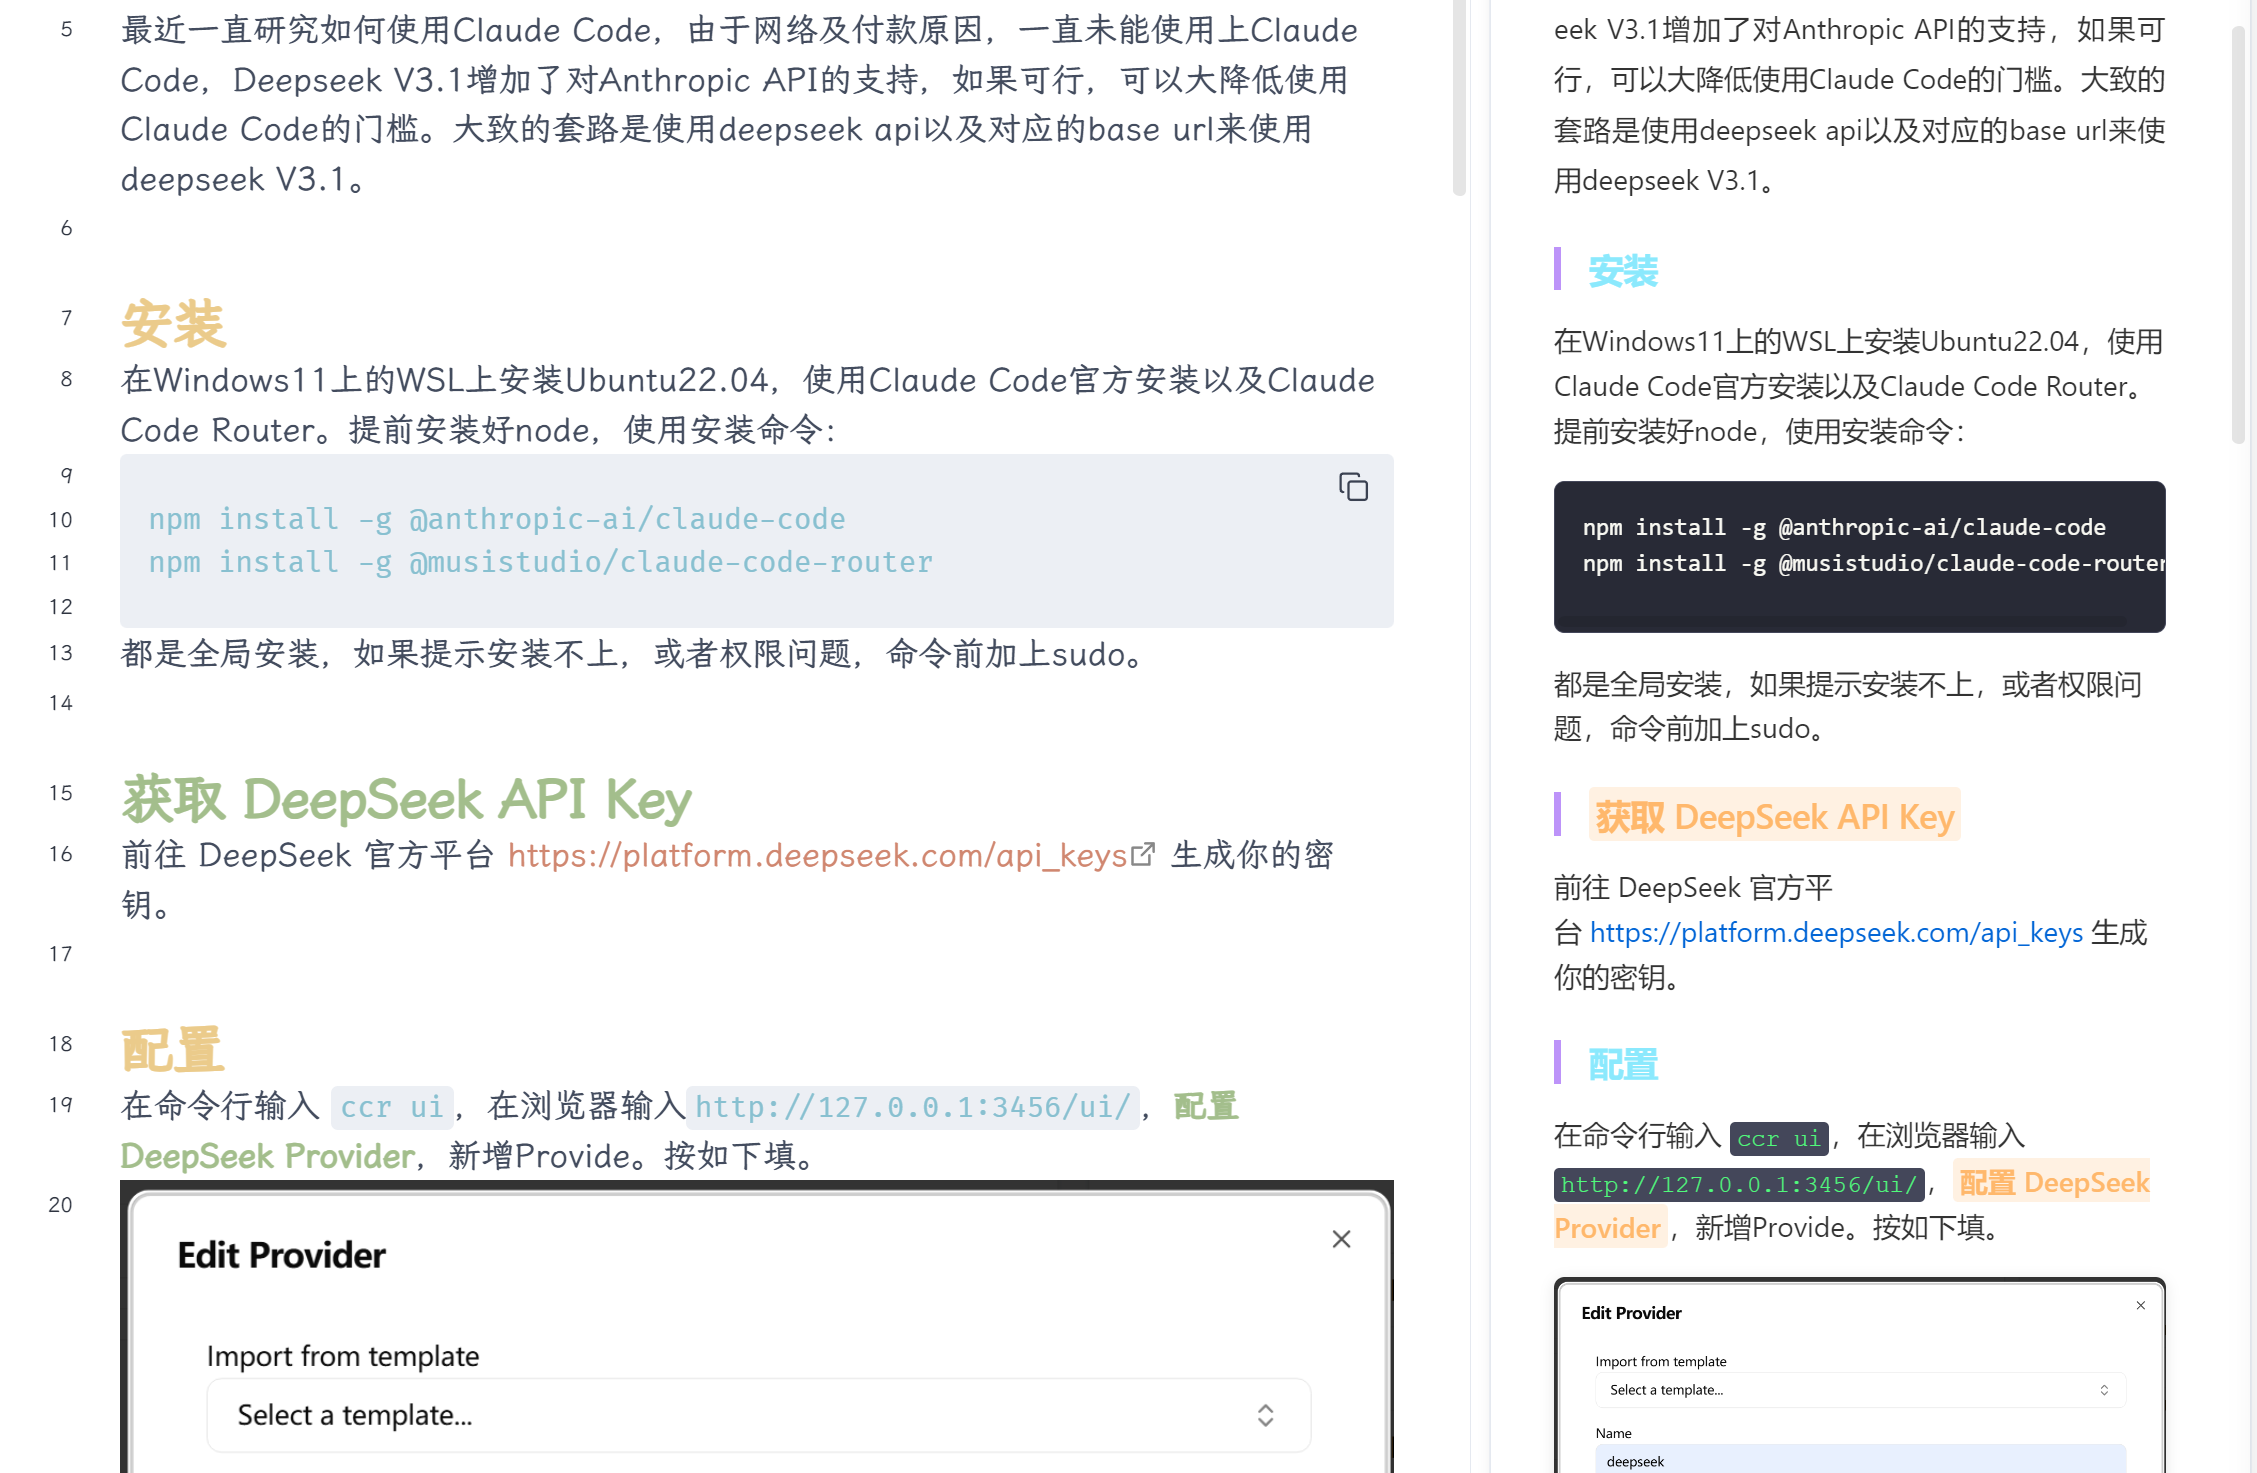 5
最近一直研究如何使用Claude Code，由于网络及付款原因，一直未能使用上Claude
Code，Deepseek V3.1增加了对Anthropic API的支持，如果可行，可以大降低使用
Claude Code的门槛。大致的套路是使用deepseek api以及对应的base url来使用
deepseek V3.1。
6
7
安装
8
在Windows11上的WSL上安装Ubuntu22.04，使用Claude Code官方安装以及Claude
Code Router。提前安装好node，使用安装命令：
9
10
npm install -g @anthropic-ai/claude-code
11
npm install -g @musistudio/claude-code-router
12
13
都是全局安装，如果提示安装不上，或者权限问题，命令前加上sudo。
14
15
获取 DeepSeek API Key
16
前往 DeepSeek 官方平台 https://platform.deepseek.com/api_keys 生成你的密
钥。
17
18
配置
19
在命令行输入 ccr ui，在浏览器输入http://127.0.0.1:3456/ui/，配置
DeepSeek Provider，新增Provide。按如下填。
20
Edit Provider
Import from template
Select a template...
eek V3.1增加了对Anthropic API的支持，如果可
行，可以大降低使用Claude Code的门槛。大致的
套路是使用deepseek api以及对应的base url来使
用deepseek V3.1。
安装
在Windows11上的WSL上安装Ubuntu22.04，使用
Claude Code官方安装以及Claude Code Router。
提前安装好node，使用安装命令：
npm install -g @anthropic-ai/claude-code
npm install -g @musistudio/claude-code-router
都是全局安装，如果提示安装不上，或者权限问
题，命令前加上sudo。
获取 DeepSeek API Key
前往 DeepSeek 官方平
台 https://platform.deepseek.com/api_keys 生成
你的密钥。
配置
在命令行输入 ccr ui，在浏览器输入
http://127.0.0.1:3456/ui/，配置 DeepSeek
Provider，新增Provide。按如下填。
Edit Provider
Import from template
Select a template...
Name
deepseek